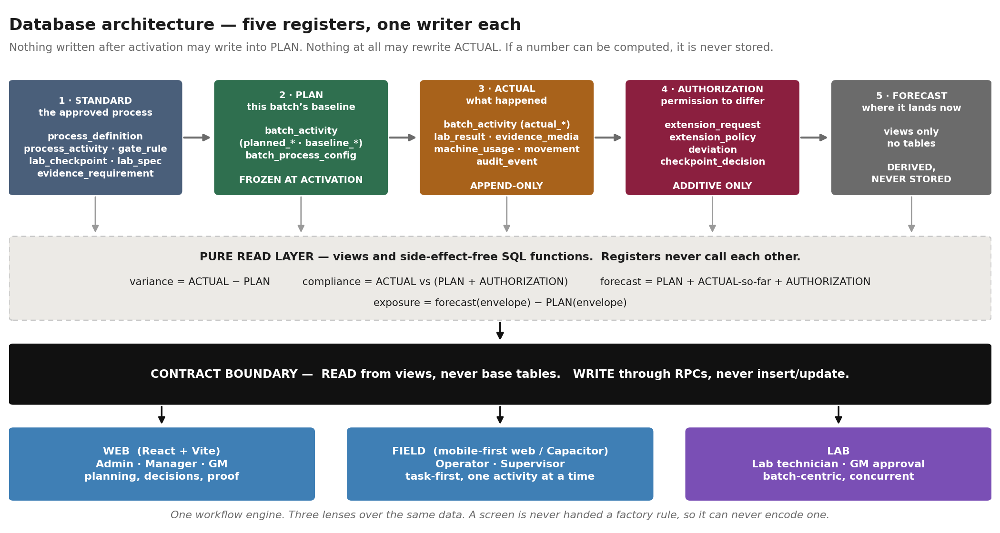 Database architecture — five registers, one writer each
Nothing written after activation may write into PLAN. Nothing at all may rewrite ACTUAL. If a number can be computed, it is never stored.
1 · STANDARD
the approved process
process_definition
process_activity · gate_rule
lab_checkpoint · lab_spec
evidence_requirement
2 · PLAN
this batch’s baseline
batch_activity
(planned_* · baseline_*)
batch_process_config
FROZEN AT ACTIVATION
3 · ACTUAL
what happened
batch_activity (actual_*)
lab_result · evidence_media
machine_usage · movement
audit_event
APPEND-ONLY
4 · AUTHORIZATION
permission to differ
extension_request
extension_policy
deviation
checkpoint_decision
ADDITIVE ONLY
5 · FORECAST
where it lands now
views only
no tables
DERIVED,
NEVER STORED
PURE READ LAYER — views and side-effect-free SQL functions.  Registers never call each other.
variance = ACTUAL − PLAN
compliance = ACTUAL vs (PLAN + AUTHORIZATION)
forecast = PLAN + ACTUAL-so-far + AUTHORIZATION
exposure = forecast(envelope) − PLAN(envelope)
CONTRACT BOUNDARY —  READ from views, never base tables.   WRITE through RPCs, never insert/update.
WEB  (React + Vite)
Admin · Manager · GM
planning, decisions, proof
FIELD  (mobile-first web / Capacitor)
Operator · Supervisor
task-first, one activity at a time
LAB
Lab technician · GM approval
batch-centric, concurrent
One workflow engine. Three lenses over the same data. A screen is never handed a factory rule, so it can never encode one.